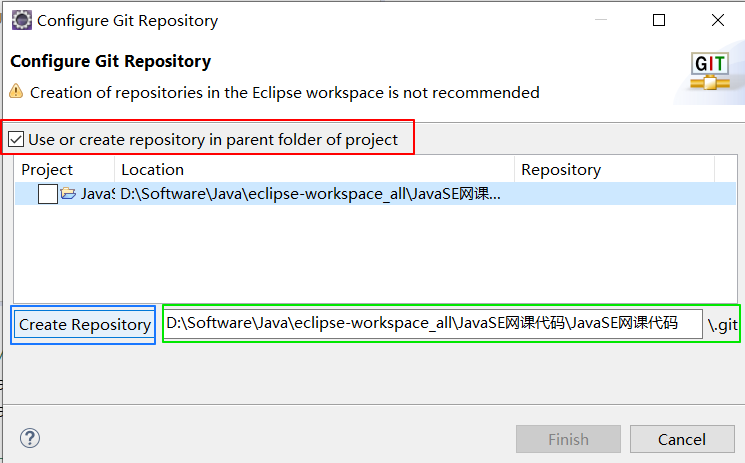 Configure Git Repository
Configure Git Repository
GIT
Creation of repositories in the Eclipse workspace is not recommended
Use or create repository in parent folder of project
Project Location Repository
JavaS D:\Software\Java\eclipse-workspace_all\JavaSE网课...
Create Repository D:\Software\Java\eclipse-workspace_all\JavaSE网课代码\JavaSE网课代码 \.git
? Finish Cancel